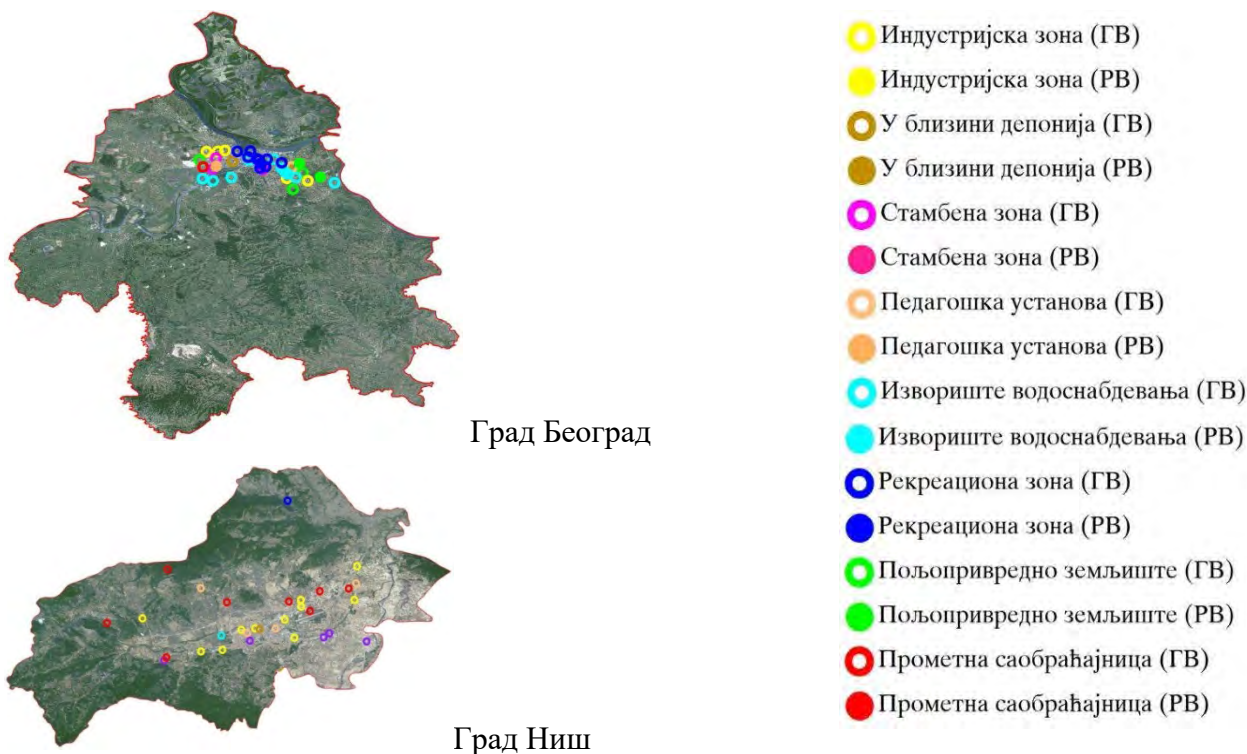 Град Београд
Град Ниш
Индустријска зона (ГВ)
Индустријска зона (РВ)
У близини депонија (ГВ)
У близини депонија (РВ)
Стамбена зона (ГВ)
Стамбена зона (РВ)
Педагошка установа (ГВ)
Педагошка установа (РВ)
Извориште водоснабдевања (ГВ)
Извориште водоснабдевања (РВ)
Рекреациона зона (ГВ)
Рекреациона зона (РВ)
Пољопривредно земљиште (ГВ)
Пољопривредно земљиште (РВ)
Прометна саобраћајница (ГВ)
Прометна саобраћајница (РВ)